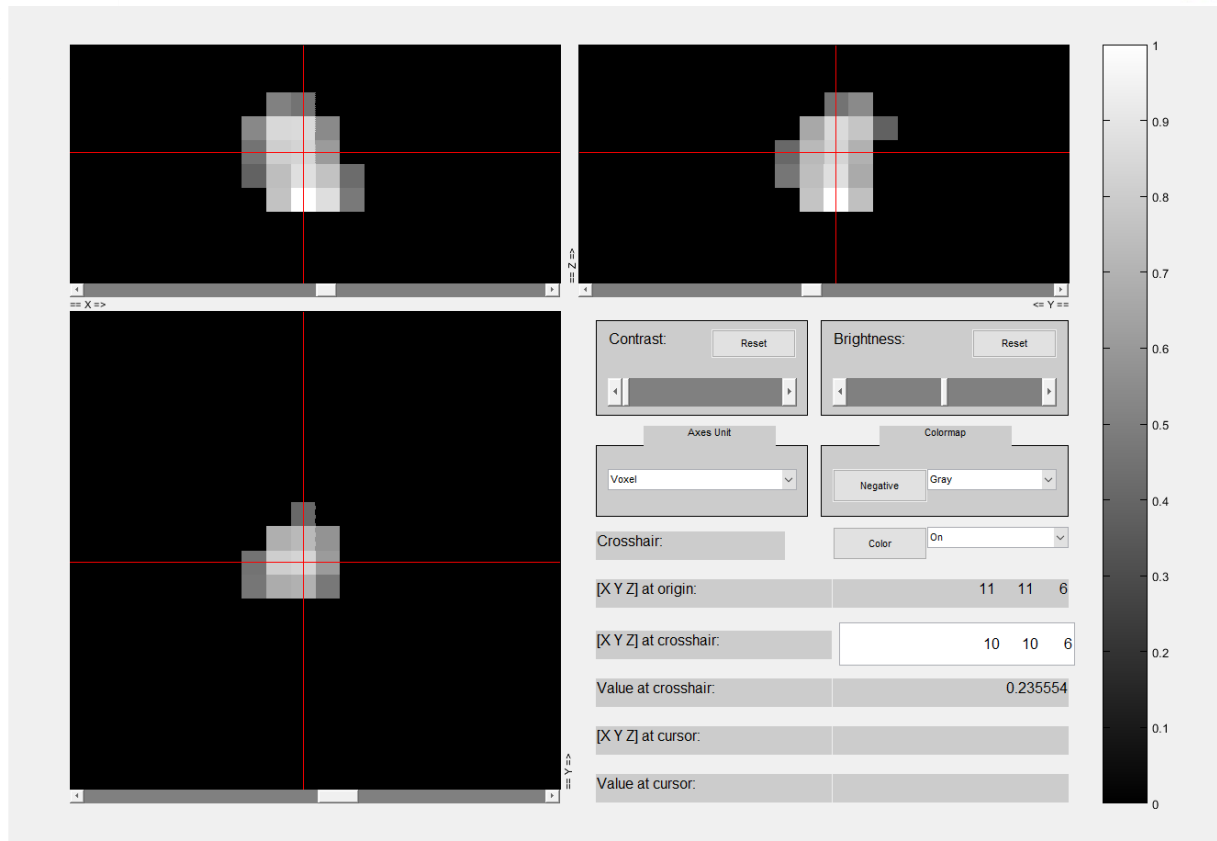 1
0.9
0.8
0.7
0.6
0.5
0.4
0.3
0.2
0.1
0
== Z =>
== X =>
<= Y ==
== Y =>
Contrast:
Reset
Brightness:
Reset
Axes Unit
Colormap
Voxel
Negative
Gray
Crosshair:
Color
On
[X Y Z] at origin:
11 11 6
[X Y Z] at crosshair:
10 10 6
Value at crosshair:
0.235554
[X Y Z] at cursor:
Value at cursor: